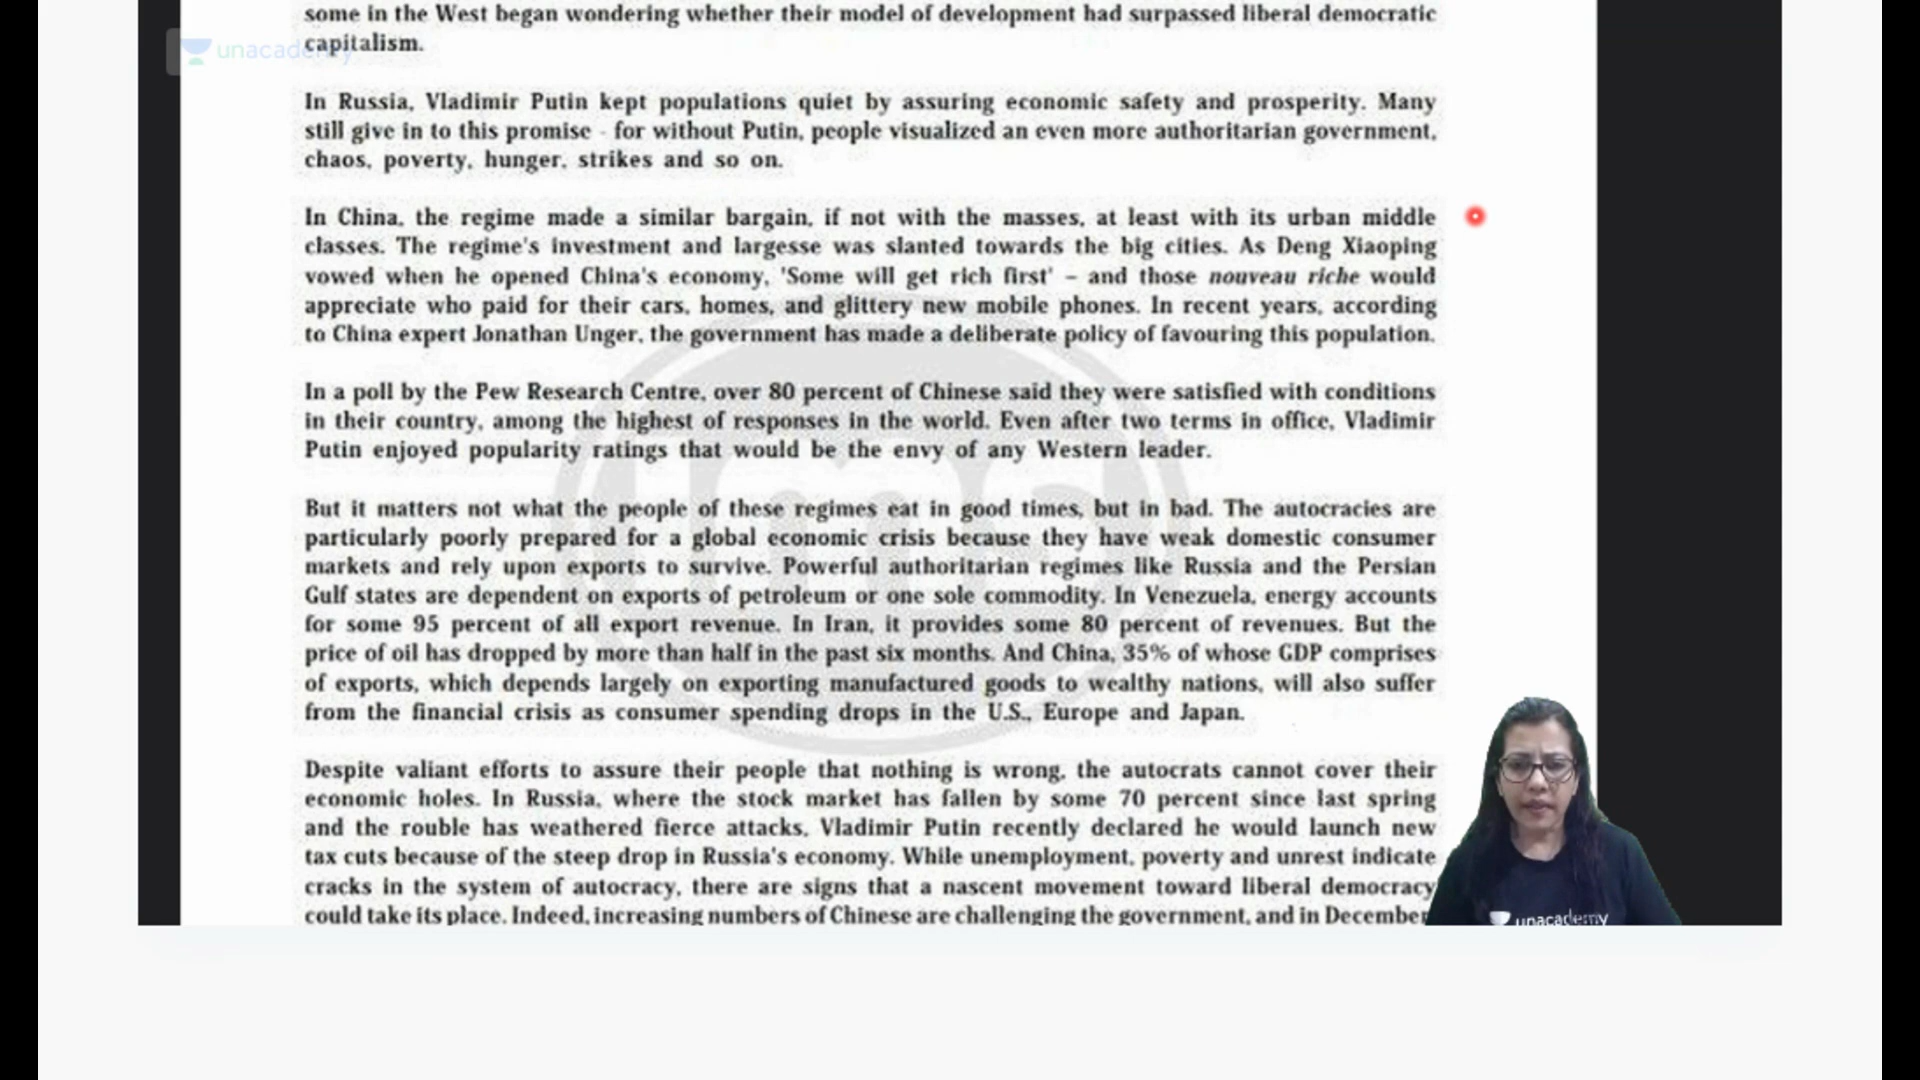 some in the West began wondering whether their model of development had surpassed liberal democratic
capitalism.
unacademy
In Russia, Vladimir Putin kept populations quiet by assuring economic safety and prosperity. Many
still give in to this promise - for without Putin, people visualized an even more authoritarian government,
chaos, poverty, hunger, strikes and so on.
In China, the regime made a similar bargain, if not with the masses, at least with its urban middle
classes. The regime's investment and largesse was slanted towards the big cities. As Deng Xiaoping
vowed when he opened China's economy, 'Some will get rich first' – and those nouveau riche would
appreciate who paid for their cars, homes, and glittery new mobile phones. In recent years, according
to China expert Jonathan Unger, the government has made a deliberate policy of favouring this population.
In a poll by the Pew Research Centre, over 80 percent of Chinese said they were satisfied with conditions
in their country, among the highest of responses in the world. Even after two terms in office, Vladimir
Putin enjoyed popularity ratings that would be the envy of any Western leader.
But it matters not what the people of these regimes eat in good times, but in bad. The autocracies are
particularly poorly prepared for a global economic crisis because they have weak domestic consumer
markets and rely upon exports to survive. Powerful authoritarian regimes like Russia and the Persian
Gulf states are dependent on exports of petroleum or one sole commodity. In Venezuela, energy accounts
for some 95 percent of all export revenue. In Iran, it provides some 80 percent of revenues. But the
price of oil has dropped by more than half in the past six months. And China, 35% of whose GDP comprises
of exports, which depends largely on exporting manufactured goods to wealthy nations, will also suffer
from the financial crisis as consumer spending drops in the U.S., Europe and Japan.
Despite valiant efforts to assure their people that nothing is wrong, the autocrats cannot cover their
economic holes. In Russia, where the stock market has fallen by some 70 percent since last spring
and the rouble has weathered fierce attacks, Vladimir Putin recently declared he would launch new
tax cuts because of the steep drop in Russia's economy. While unemployment, poverty and unrest indicate
cracks in the system of autocracy, there are signs that a nascent movement toward liberal democracy
could take its place. Indeed, increasing numbers of Chinese are challenging the government, and in December
unacademy